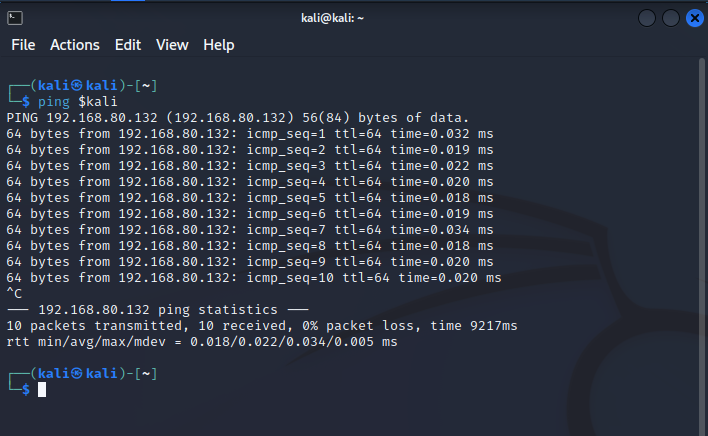 kali@kali: ~
File Actions Edit View Help
┌──(kali㉿kali)-[~]
└─$ ping $kali
PING 192.168.80.132 (192.168.80.132) 56(84) bytes of data.
64 bytes from 192.168.80.132: icmp_seq=1 ttl=64 time=0.032 ms
64 bytes from 192.168.80.132: icmp_seq=2 ttl=64 time=0.019 ms
64 bytes from 192.168.80.132: icmp_seq=3 ttl=64 time=0.022 ms
64 bytes from 192.168.80.132: icmp_seq=4 ttl=64 time=0.020 ms
64 bytes from 192.168.80.132: icmp_seq=5 ttl=64 time=0.018 ms
64 bytes from 192.168.80.132: icmp_seq=6 ttl=64 time=0.019 ms
64 bytes from 192.168.80.132: icmp_seq=7 ttl=64 time=0.034 ms
64 bytes from 192.168.80.132: icmp_seq=8 ttl=64 time=0.018 ms
64 bytes from 192.168.80.132: icmp_seq=9 ttl=64 time=0.020 ms
64 bytes from 192.168.80.132: icmp_seq=10 ttl=64 time=0.020 ms
^C
--- 192.168.80.132 ping statistics ---
10 packets transmitted, 10 received, 0% packet loss, time 9217ms
rtt min/avg/max/mdev = 0.018/0.022/0.034/0.005 ms
┌──(kali㉿kali)-[~]
└─$